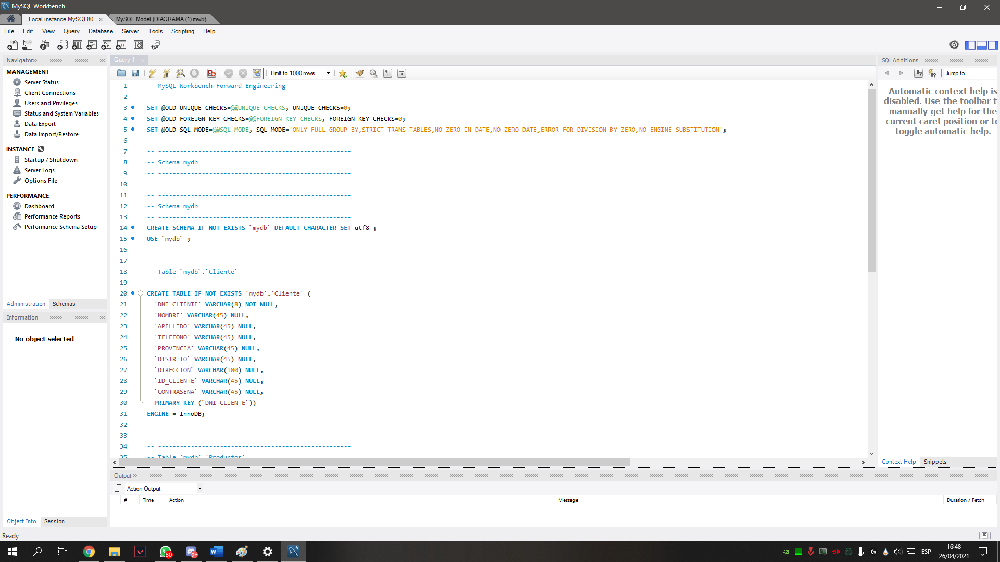 MySQL Workbench
Local instance MySQL80
MySQL Model (DIAGRAMA (1).mwb)
File Edit View Query Database Server Tools Scripting Help
Navigator
MANAGEMENT
Server Status
Client Connections
Users and Privileges
Status and System Variables
Data Export
Data Import/Restore
INSTANCE
Startup / Shutdown
Server Logs
Options File
PERFORMANCE
Dashboard
Performance Reports
Performance Schema Setup
Administration Schemas
Information
No object selected
Object Info Session
Query 1
Limit to 1000 rows
1 -- MySQL Workbench Forward Engineering
2
3 SET @OLD_UNIQUE_CHECKS=@@UNIQUE_CHECKS, UNIQUE_CHECKS=0;
4 SET @OLD_FOREIGN_KEY_CHECKS=@@FOREIGN_KEY_CHECKS, FOREIGN_KEY_CHECKS=0;
5 SET @OLD_SQL_MODE=@@SQL_MODE, SQL_MODE='ONLY_FULL_GROUP_BY,STRICT_TRANS_TABLES,NO_ZERO_IN_DATE,NO_ZERO_DATE,ERROR_FOR_DIVISION_BY_ZERO,NO_ENGINE_SUBSTITUTION';
6
7 -- -----------------------------------------------------
8 -- Schema mydb
9 -- -----------------------------------------------------
10
11 -- -----------------------------------------------------
12 -- Schema mydb
13 -- -----------------------------------------------------
14 CREATE SCHEMA IF NOT EXISTS `mydb` DEFAULT CHARACTER SET utf8 ;
15 USE `mydb` ;
16
17 -- -----------------------------------------------------
18 -- Table `mydb`.`Cliente`
19 -- -----------------------------------------------------
20 CREATE TABLE IF NOT EXISTS `mydb`.`Cliente` (
21 `DNI_CLIENTE` VARCHAR(8) NOT NULL,
22 `NOMBRE` VARCHAR(45) NULL,
23 `APELLIDO` VARCHAR(45) NULL,
24 `TELEFONO` VARCHAR(45) NULL,
25 `PROVINCIA` VARCHAR(45) NULL,
26 `DISTRITO` VARCHAR(45) NULL,
27 `DIRECCION` VARCHAR(100) NULL,
28 `ID_CLIENTE` VARCHAR(45) NULL,
29 `CONTRASENA` VARCHAR(45) NULL,
30 PRIMARY KEY (`DNI_CLIENTE`))
31 ENGINE = InnoDB;
32
33
34 -- -----------------------------------------------------
35 -- Table `mydb`.`Productos`
Output
Action Output
# Time Action Message Duration / Fetch
SQLAdditions
Jump to
Automatic context help is
disabled. Use the toolbar t
manually get help for the
current caret position or to
toggle automatic help.
Context Help Snippets
Ready
80
9+
ESP
16:48
26/04/2021